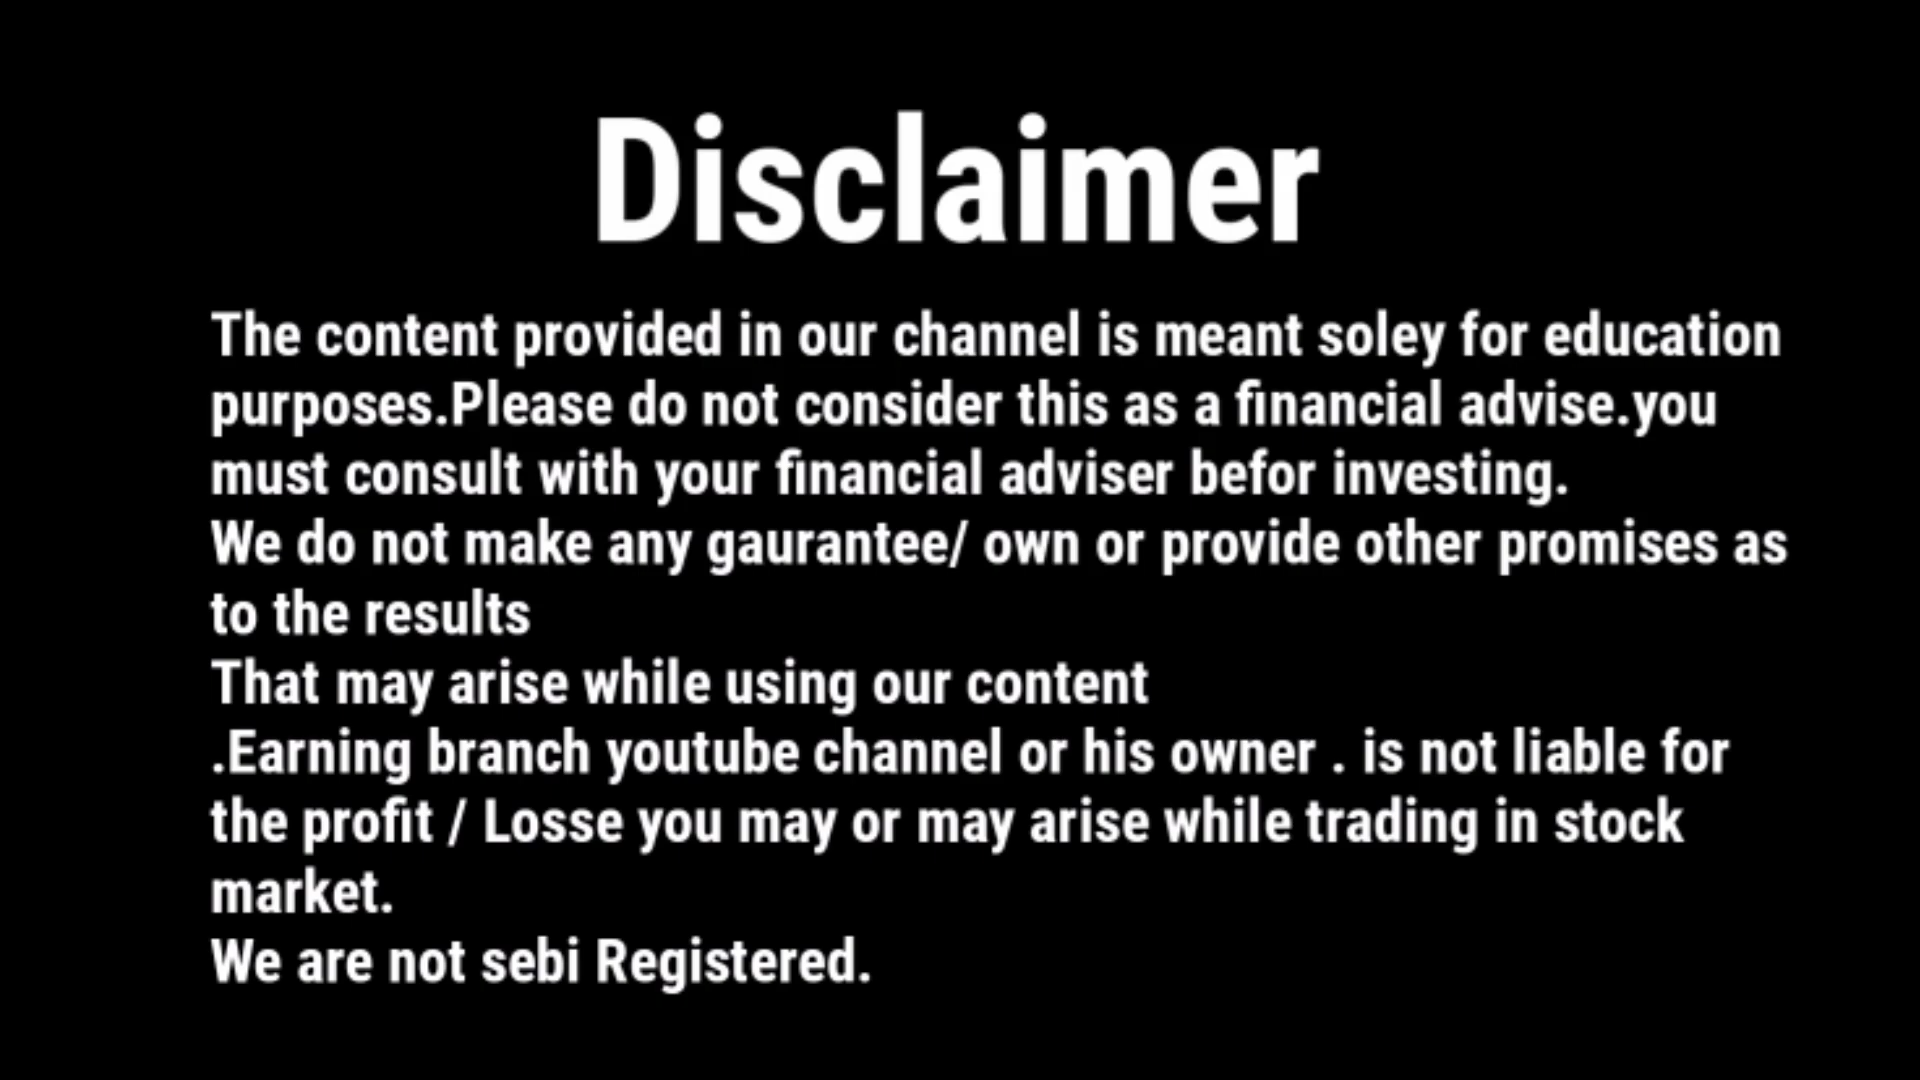 Disclaimer
The content provided in our channel is meant soley for education
purposes.Please do not consider this as a financial advise.you
must consult with your financial adviser befor investing.
We do not make any gaurantee/ own or provide other promises as
to the results
That may arise while using our content
.Earning branch youtube channel or his owner . is not liable for
the profit / Losse you may or may arise while trading in stock
market.
We are not sebi Registered.